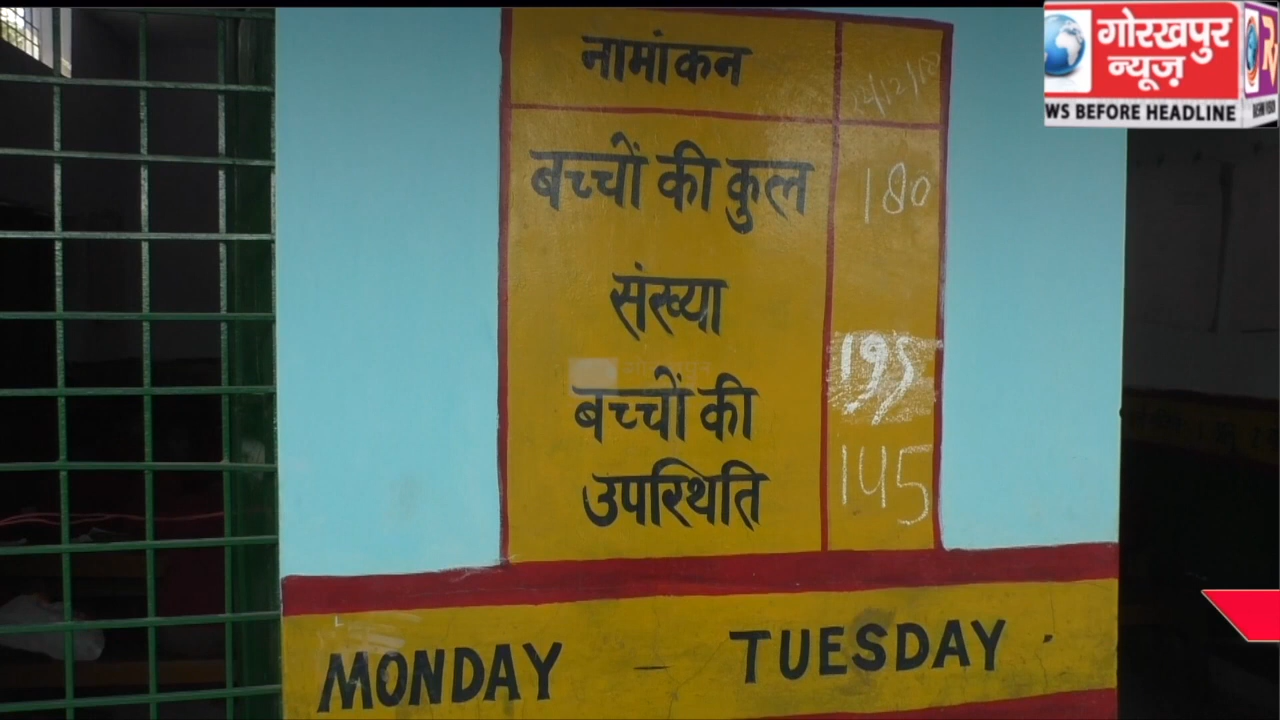 गोरखपुर
न्यूज़
WS BEFORE HEADLINE
नामांकन
बच्चों की कुल 180
संख्या
195
बच्चों की
उपस्थिति 145
MONDAY - TUESDAY